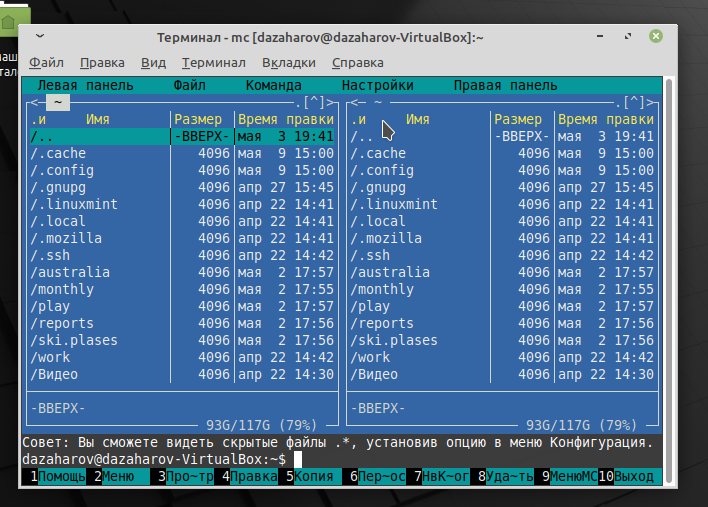 Терминал - mc [dazaharov@dazaharov-VirtualBox]:~
Файл Правка Вид Терминал Вкладки Справка
Левая панель Файл Команда Настройки Правая панель
<— ~ .[^]> <— ~ .[^]>
.и Имя Размер Время правки .и Имя Размер Время правки
/.. -ВВЕРХ- мая 3 19:41 /.. -ВВЕРХ- мая 3 19:41
/.cache 4096 мая 9 15:00 /.cache 4096 мая 9 15:00
/.config 4096 мая 9 15:00 /.config 4096 мая 9 15:00
/.gnupg 4096 апр 27 15:45 /.gnupg 4096 апр 27 15:45
/.linuxmint 4096 апр 22 14:41 /.linuxmint 4096 апр 22 14:41
/.local 4096 апр 22 14:41 /.local 4096 апр 22 14:41
/.mozilla 4096 апр 22 14:41 /.mozilla 4096 апр 22 14:41
/.ssh 4096 апр 22 14:42 /.ssh 4096 апр 22 14:42
/australia 4096 мая 2 17:57 /australia 4096 мая 2 17:57
/monthly 4096 мая 2 17:55 /monthly 4096 мая 2 17:55
/play 4096 мая 2 17:57 /play 4096 мая 2 17:57
/reports 4096 мая 2 17:56 /reports 4096 мая 2 17:56
/ski.plases 4096 мая 2 17:56 /ski.plases 4096 мая 2 17:56
/work 4096 апр 22 14:42 /work 4096 апр 22 14:42
/Видео 4096 апр 22 14:30 /Видео 4096 апр 22 14:30
-ВВЕРХ- -ВВЕРХ-
93G/117G (79%) 93G/117G (79%)
Совет: Вы сможете видеть скрытые файлы .*, установив опцию в меню Конфигурация.
dazaharov@dazaharov-VirtualBox:~$
1Помощь 2Меню 3Про~тр 4Правка 5Копия 6Пер~ос 7НвК~ог 8Уда~ть 9МенюMC 10Выход